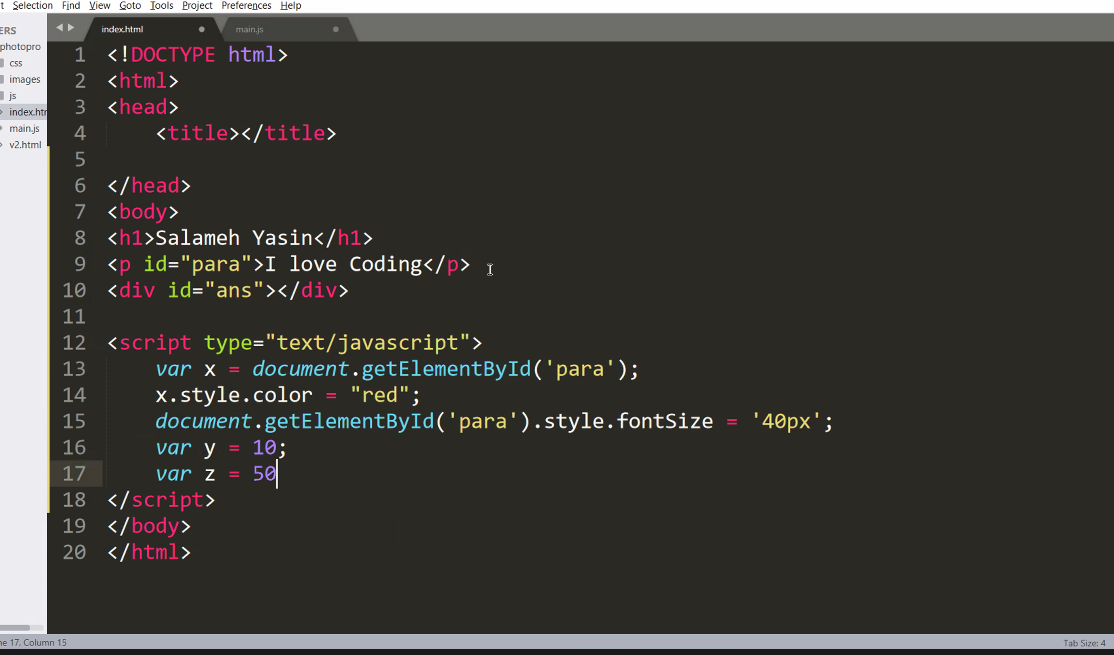 t Selection Find View Goto Tools Project Preferences Help
ERS
photopro
css
images
js
index.htm
main.js
v2.html
index.html main.js
1 <!DOCTYPE html>
2 <html>
3 <head>
4 <title></title>
5
6 </head>
7 <body>
8 <h1>Salameh Yasin</h1>
9 <p id="para">I love Coding</p>
10 <div id="ans"></div>
11
12 <script type="text/javascript">
13 var x = document.getElementById('para');
14 x.style.color = "red";
15 document.getElementById('para').style.fontSize = '40px';
16 var y = 10;
17 var z = 50
18 </script>
19 </body>
20 </html>
ne 17, Column 15 Tab Size: 4